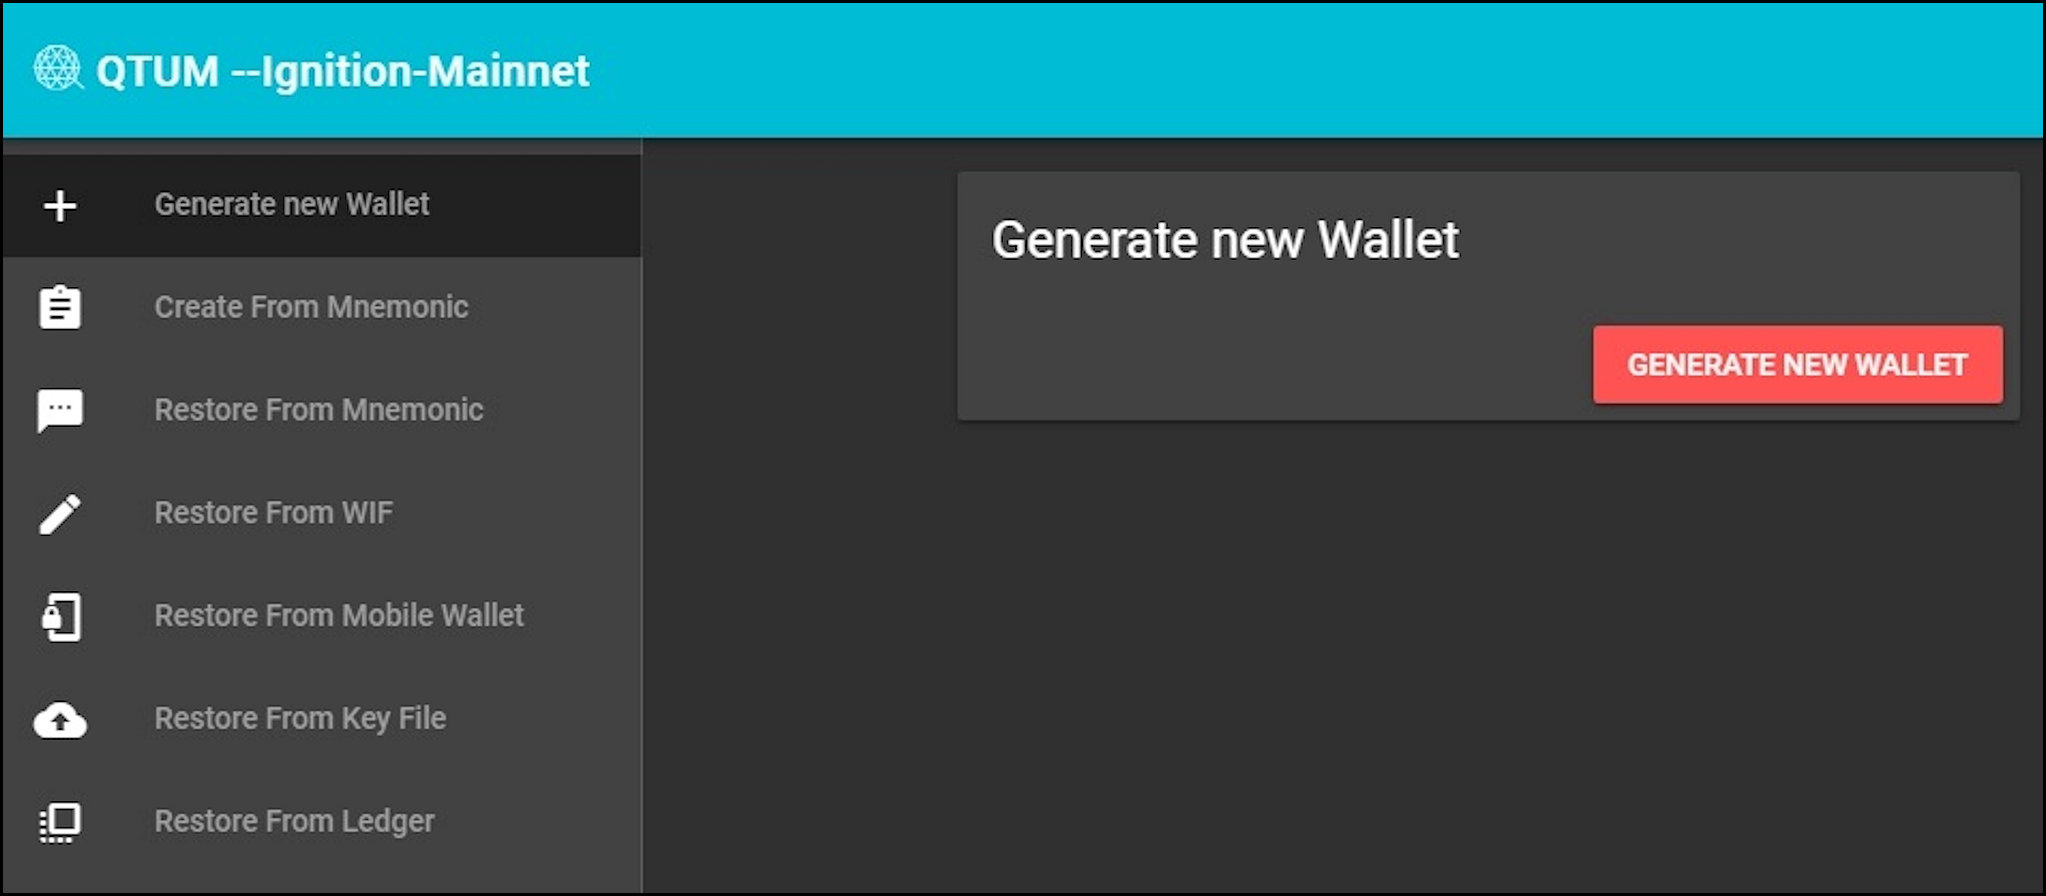 QTUM --Ignition-Mainnet
Generate new Wallet
Create From Mnemonic
Restore From Mnemonic
Restore From WIF
Restore From Mobile Wallet
Restore From Key File
Restore From Ledger
Generate new Wallet
GENERATE NEW WALLET